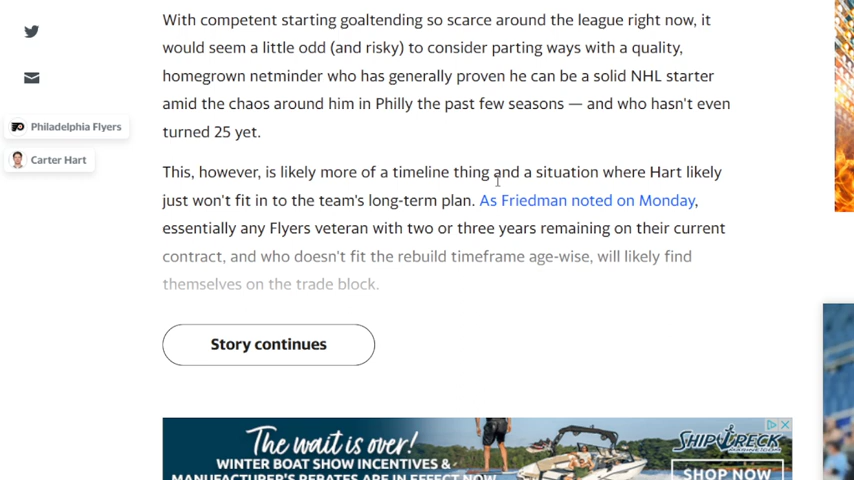 With competent starting goaltending so scarce around the league right now, it
would seem a little odd (and risky) to consider parting ways with a quality,
homegrown netminder who has generally proven he can be a solid NHL starter
amid the chaos around him in Philly the past few seasons — and who hasn't even
turned 25 yet.
Philadelphia Flyers
Carter Hart
This, however, is likely more of a timeline thing and a situation where Hart likely
just won't fit in to the team's long-term plan. As Friedman noted on Monday,
essentially any Flyers veteran with two or three years remaining on their current
contract, and who doesn't fit the rebuild timeframe age-wise, will likely find
themselves on the trade block.
Story continues
The wait is over!
WINTER BOAT SHOW INCENTIVES &
MANUFACTURER'S REBATES ARE IN EFFECT NOW
SHIPWRECK
SHOP NOW